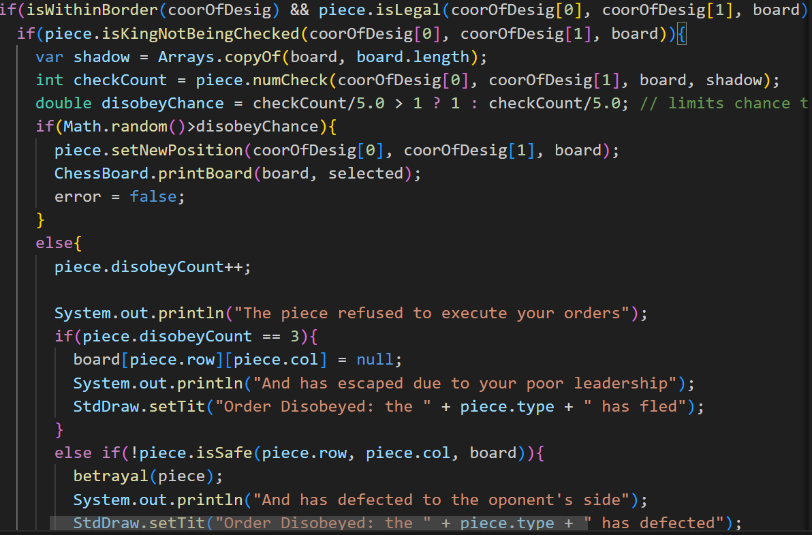 if(isWithinBorder(coorOfDesig) && piece.isLegal(coorOfDesig[0], coorOfDesig[1], board)
if(piece.isKingNotBeingChecked(coorOfDesig[0], coorOfDesig[1], board)){
var shadow = Arrays.copyOf(board, board.length);
int checkCount = piece.numCheck(coorOfDesig[0], coorOfDesig[1], board, shadow);
double disobeyChance = checkCount/5.0 > 1 ? 1 : checkCount/5.0; // limits chance t
if(Math.random()>disobeyChance){
piece.setNewPosition(coorOfDesig[0], coorOfDesig[1], board);
ChessBoard.printBoard(board, selected);
error = false;
}
else{
piece.disobeyCount++;
System.out.println("The piece refused to execute your orders");
if(piece.disobeyCount == 3){
board[piece.row][piece.col] = null;
System.out.println("And has escaped due to your poor leadership");
StdDraw.setTit("Order Disobeyed: the " + piece.type + " has fled");
}
else if(!piece.isSafe(piece.row, piece.col, board)){
betrayal(piece);
System.out.println("And has defected to the oponent's side");
StdDraw.setTit("Order Disobeyed: the " + piece.type + " has defected");